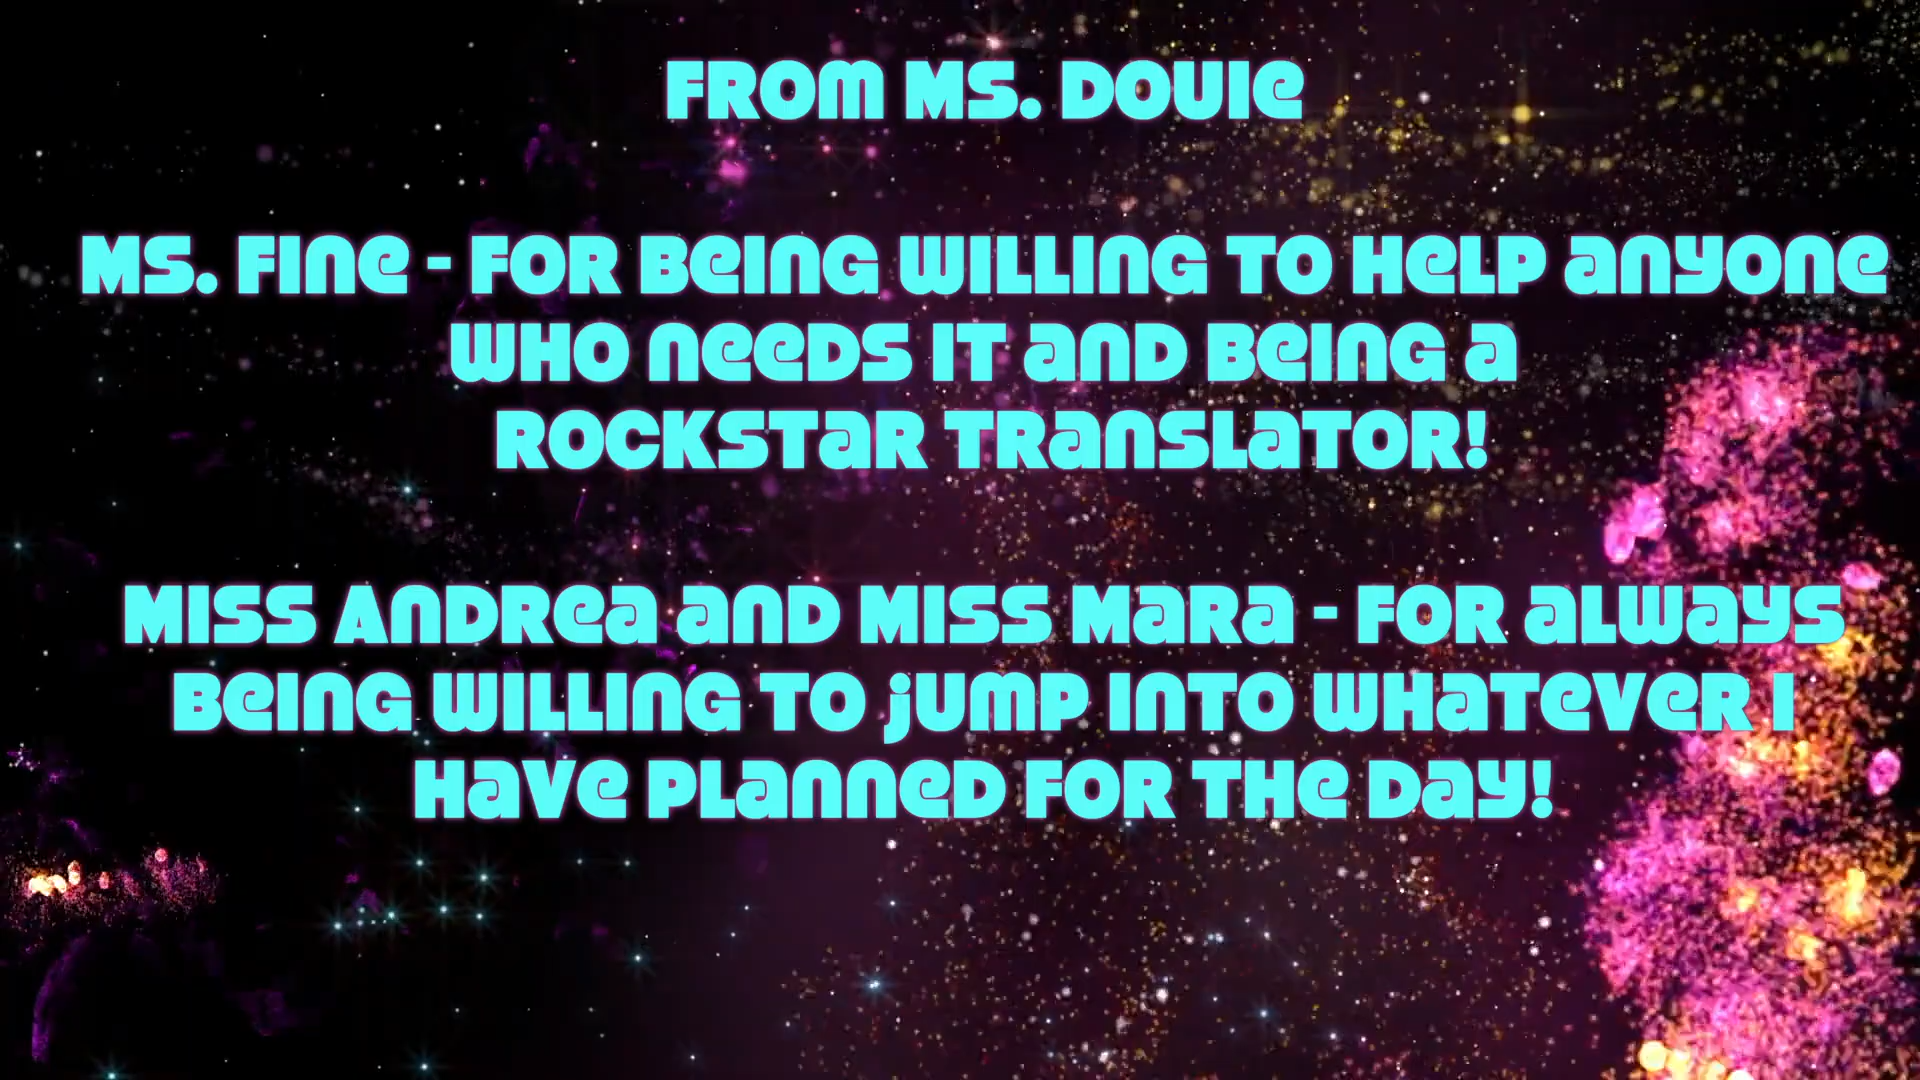 From Ms. Douie
Ms. Fine - For being willing to help anyone
who needs it and being a
rockstar translator!
Miss Andrea and Miss Mara - For always
being willing to jump into whatever I
have planned for the day!